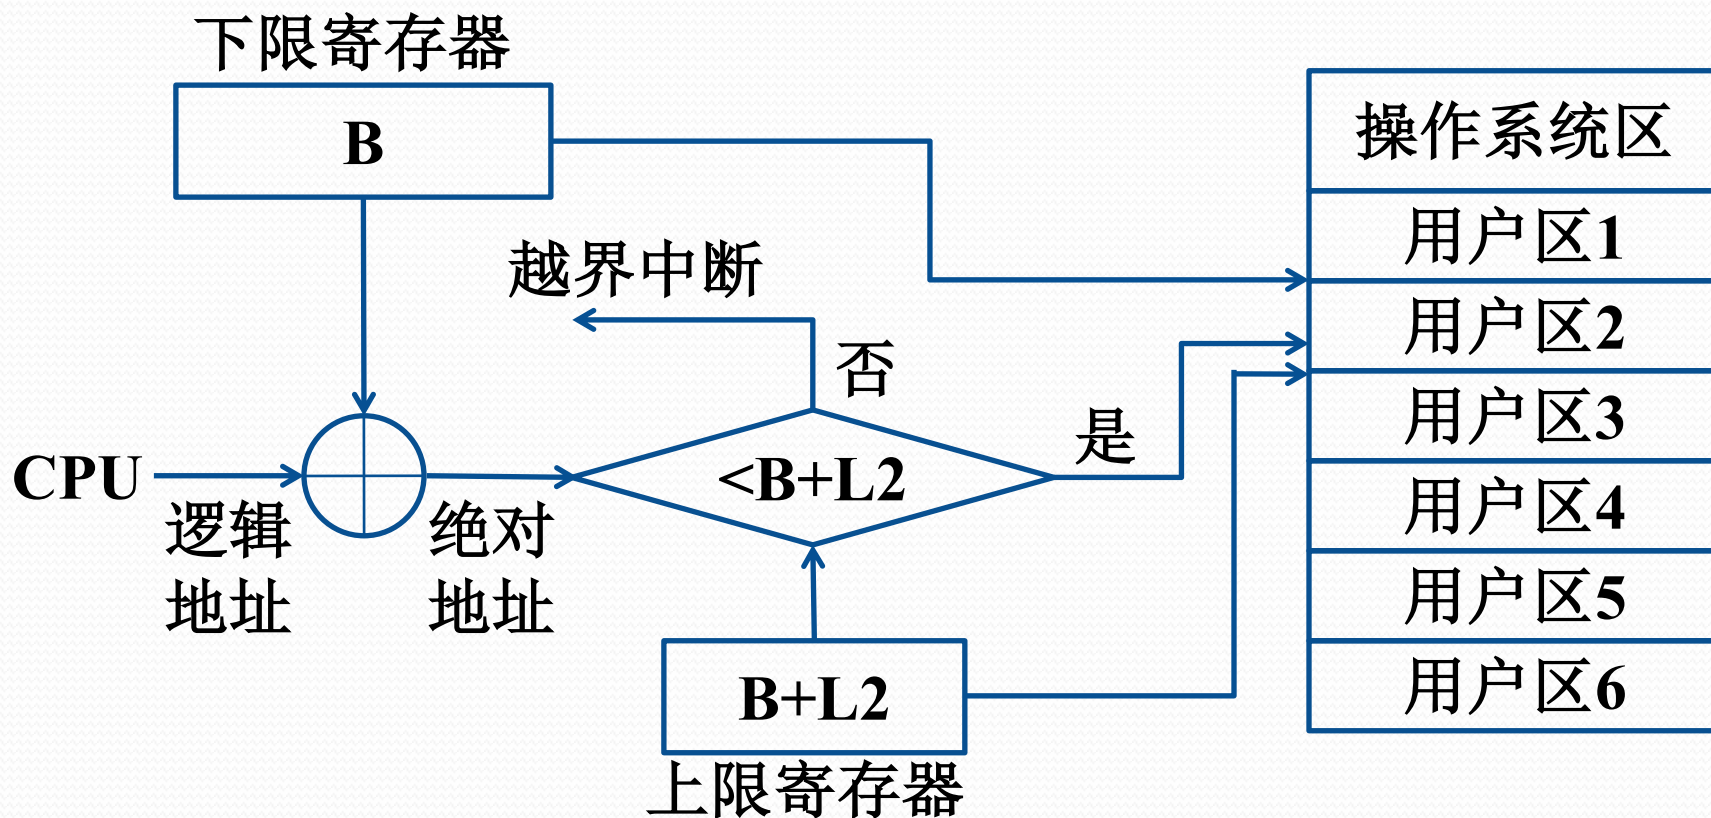 下限寄存器
B
操作系统区
用户区1
越界中断
用户区2
否
用户区3
是
CPU
<B+L2
用户区4
逻辑
地址
绝对
地址
用户区5
B+L2
用户区6
上限寄存器